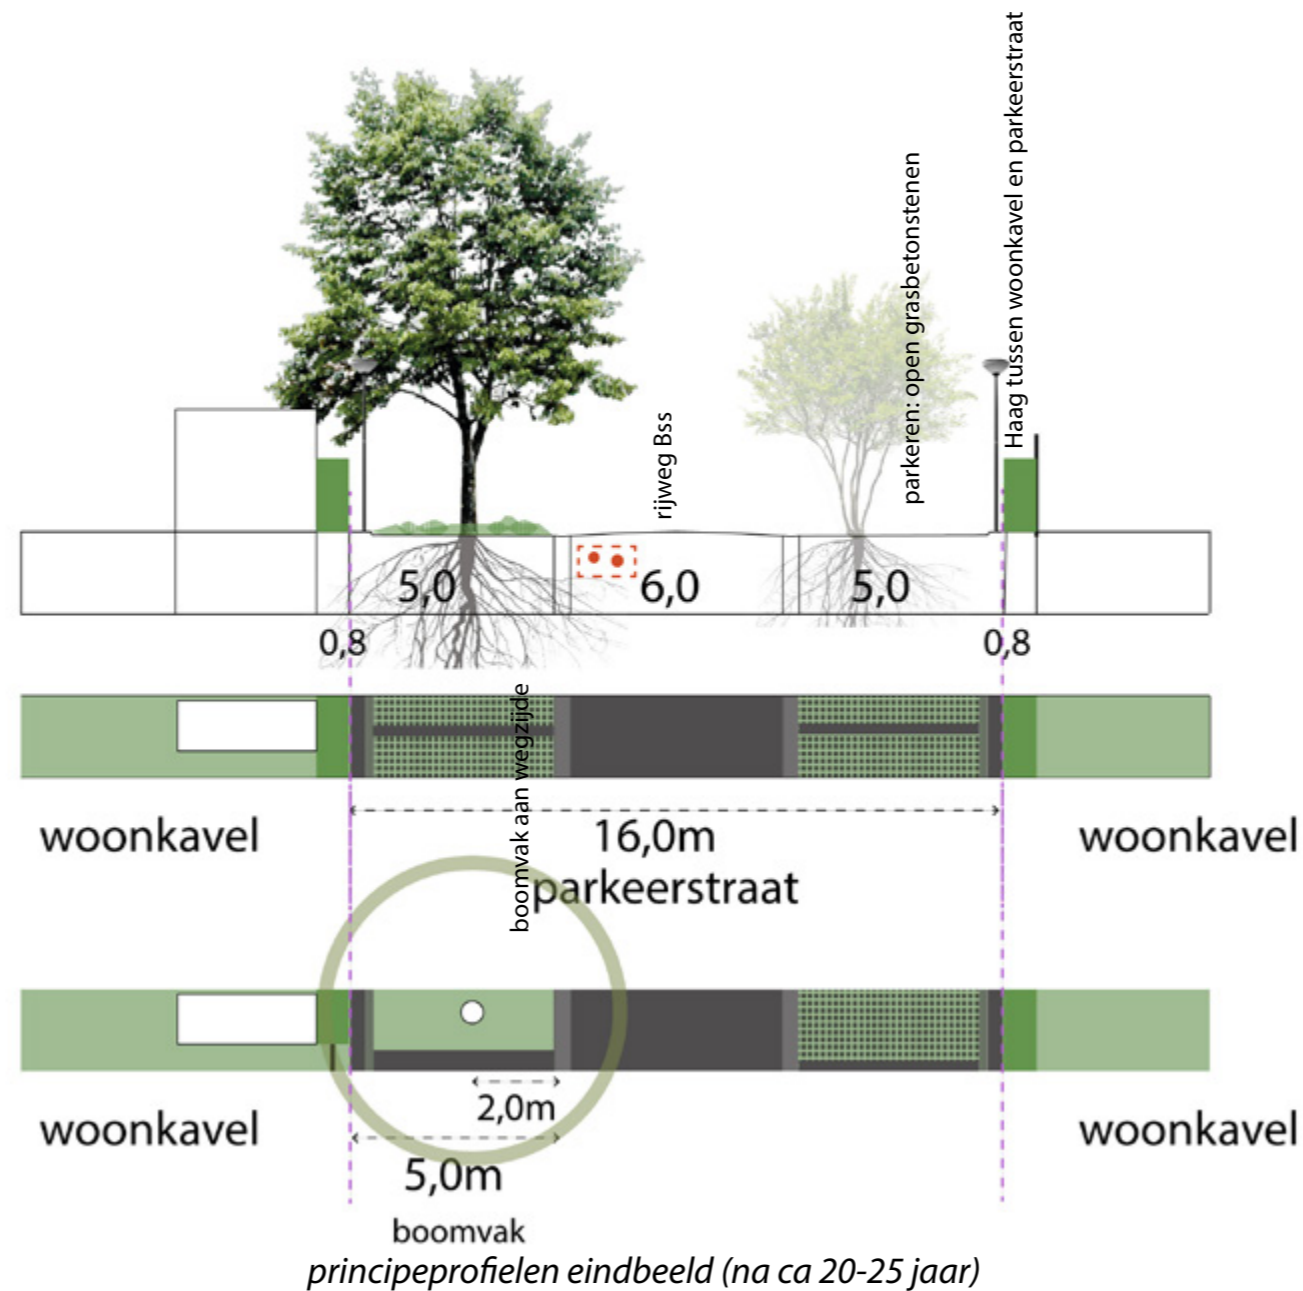 Haag tussen woonkavel en parkeerstraat
parkeren: open grasbetonstenen
rijweg Bss
5,0
6,0
5,0
0,8
0,8
boomvak aan wegzijde
woonkavel
16,0m
woonkavel
parkeerstraat
2,0m
woonkavel
woonkavel
5,0m
boomvak
principeprofielen eindbeeld (na ca 20-25 jaar)